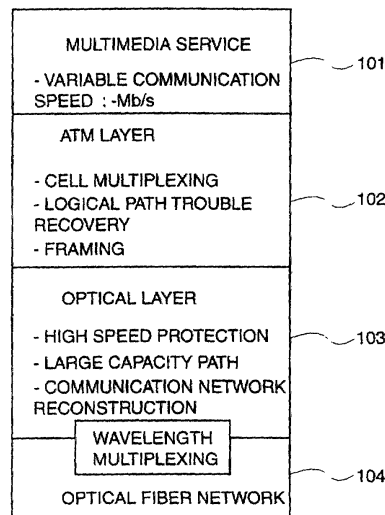 MULTIMEDIA SERVICE
- VARIABLE COMMUNICATION
SPEED : -Mb/s
101
ATM LAYER
- CELL MULTIPLEXING
- LOGICAL PATH TROUBLE
RECOVERY
- FRAMING
102
OPTICAL LAYER
- HIGH SPEED PROTECTION
- LARGE CAPACITY PATH
- COMMUNICATION NETWORK
RECONSTRUCTION
103
WAVELENGTH
MULTIPLEXING
OPTICAL FIBER NETWORK
104